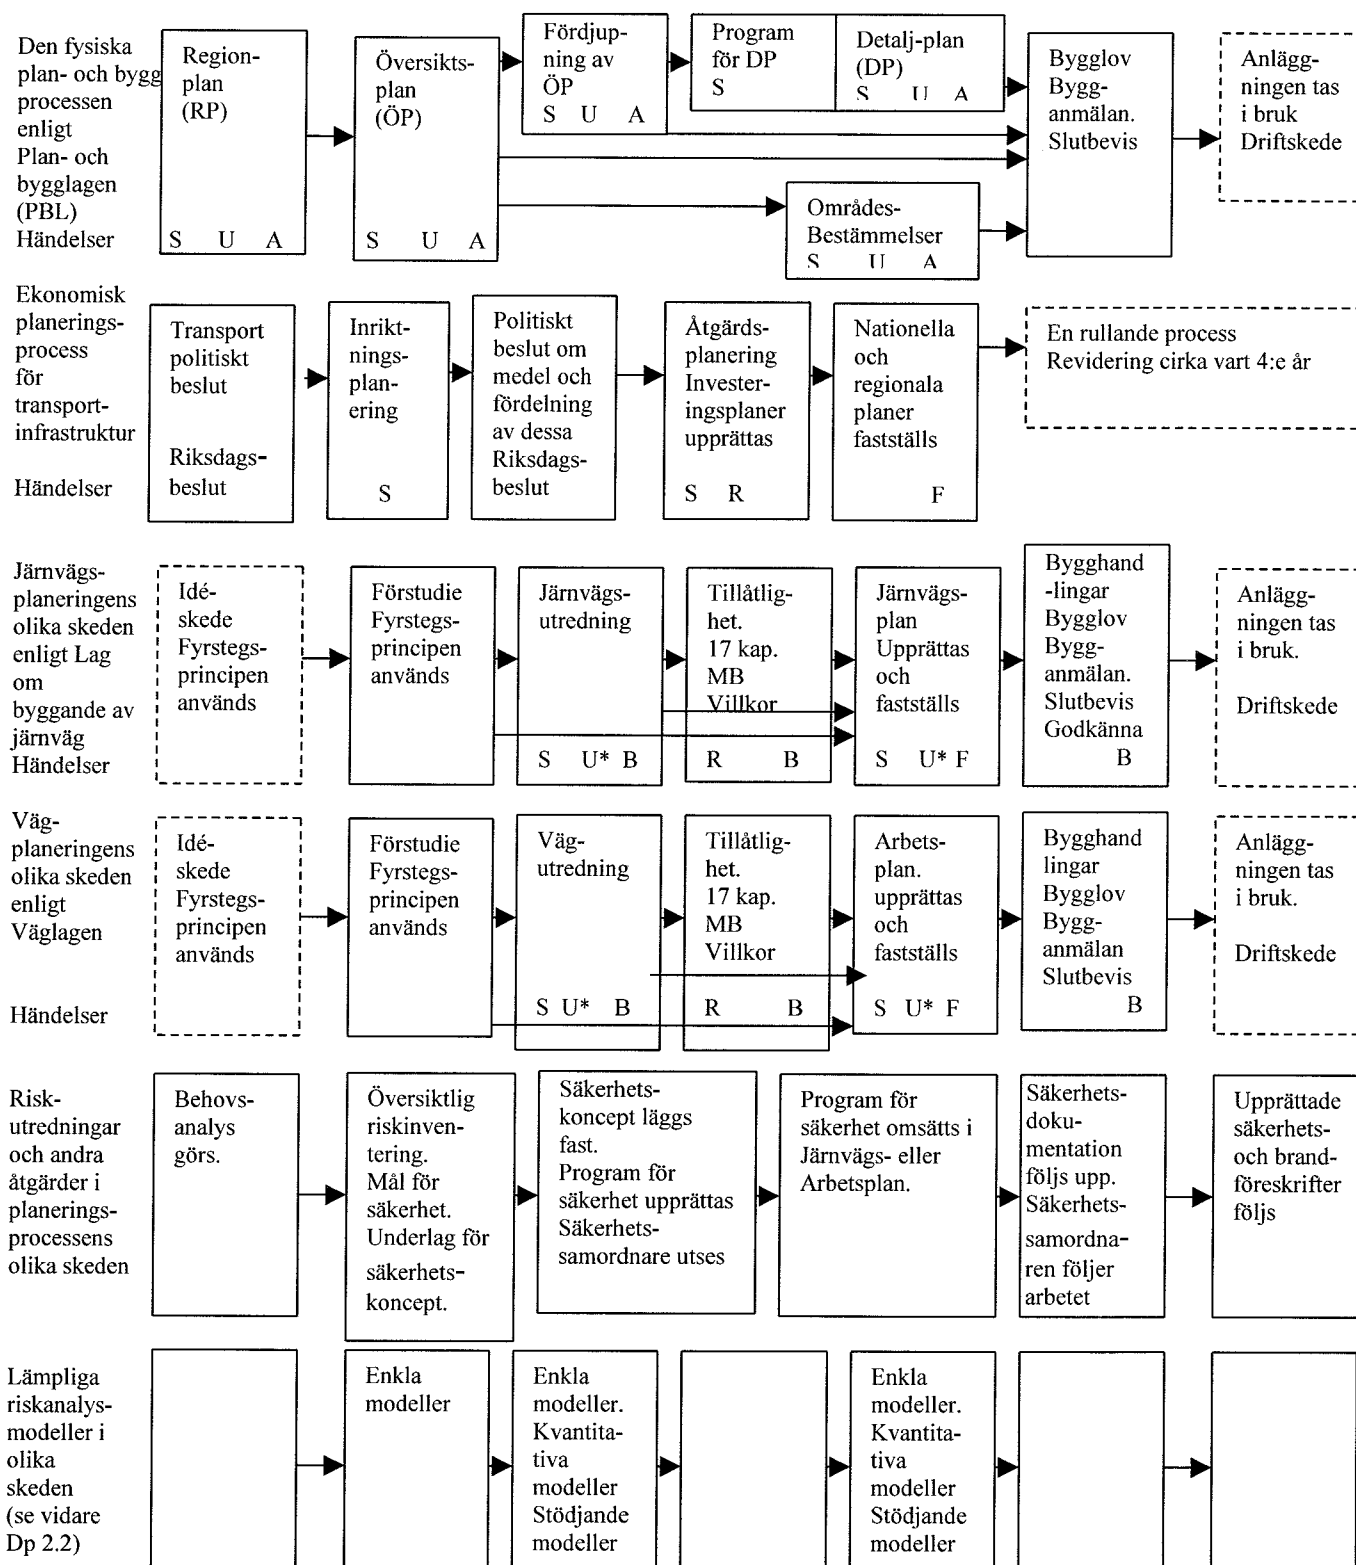 Den fysiska
plan- och bygg
processen
enligt
Plan- och
bygglagen
(PBL)
Händelser
Region-
plan
(RP)
S U A
Översikts-
plan
(ÖP)
S U A
Fördjup-
ning av
ÖP
S U A
Program
för DP
S
Detalj-plan
(DP)
S U A
Områdes-
Bestämmelser
S U A
Bygglov
Bygg-
anmälan.
Slutbevis
Anlägg-
ningen tas
i bruk
Driftskede
Ekonomisk
planerings-
process
för
transport-
infrastruktur
Händelser
Transport
politiskt
beslut
Riksdags-
beslut
Inrikt-
nings-
plan-
ering
S
Politiskt
beslut om
medel och
fördelning
av dessa
Riksdags-
beslut
Åtgärds-
planering
Invester-
ingsplaner
upprättas
S R
Nationella
och
regionala
planer
fastställs
F
En rullande process
Revidering cirka vart 4:e år
Järnvägs-
planeringens
olika skeden
enligt Lag
om
byggande av
järnväg
Händelser
Idé-
skede
Fyrstegs-
principen
används
Förstudie
Fyrstegs-
principen
används
Järnvägs-
utredning
S U* B
Tillåtlig-
het.
17 kap.
MB
Villkor
R B
Järnvägs-
plan
Upprättas
och
fastställs
S U* F
Bygghand
-lingar
Bygglov
Bygg-
anmälan.
Slutbevis
Godkänna
B
Anlägg-
ningen tas
i bruk.
Driftskede
Väg-
planeringens
olika skeden
enligt
Väglagen
Händelser
Idé-
skede
Fyrstegs-
principen
används
Förstudie
Fyrstegs-
principen
används
Väg-
utredning
S U* B
Tillåtlig-
het.
17 kap.
MB
Villkor
R B
Arbets-
plan.
upprättas
och
fastställs
S U* F
Bygghand
lingar
Bygglov
Bygg-
anmälan
Slutbevis
B
Anlägg-
ningen tas
i bruk.
Driftskede
Risk-
utredningar
och andra
åtgärder i
planerings-
processens
olika skeden
Behovs-
analys
görs.
Översiktlig
riskinven-
tering.
Mål för
säkerhet.
Underlag för
säkerhets-
koncept.
Säkerhets-
koncept läggs
fast.
Program för
säkerhet upprättas
Säkerhets-
samordnare utses
Program för
säkerhet omsätts i
Järnvägs- eller
Arbetsplan.
Säkerhets-
doku-
mentation
följs upp.
Säkerhets-
samordna-
ren följer
arbetet
Upprättade
säkerhets-
och brand-
föreskrifter
följs
Lämpliga
riskanalys-
modeller i
olika
skeden
(se vidare
Dp 2.2)
Enkla
modeller
Enkla
modeller.
Kvantita-
tiva
modeller
Stödjande
modeller
Enkla
modeller.
Kvantita-
tiva
modeller
Stödjande
modeller